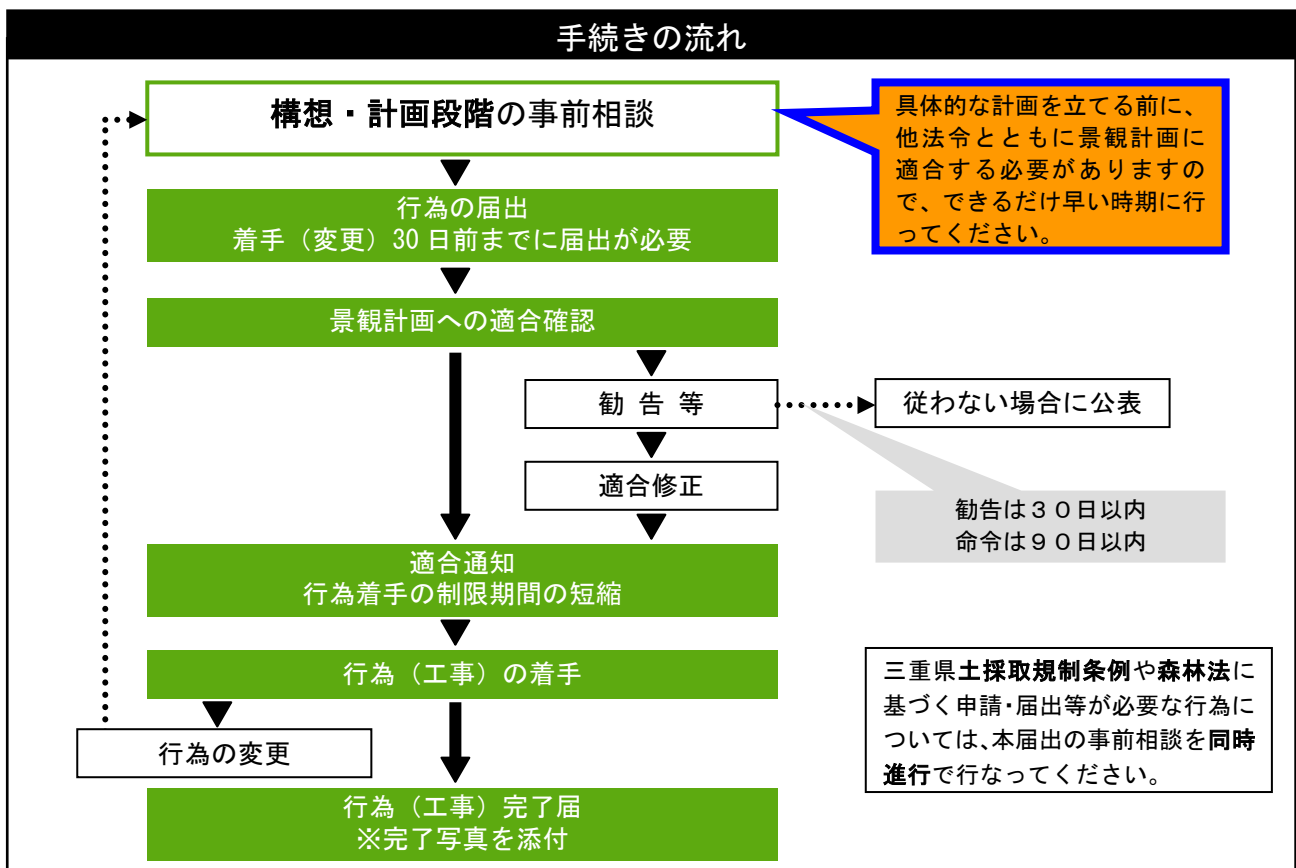 手続きの流れ
構想・計画段階の事前相談
具体的な計画を立てる前に、
他法令とともに景観計画に
適合する必要がありますの
で、できるだけ早い時期に行
ってください。
行為の届出
着手（変更）30日前までに届出が必要
景観計画への適合確認
勧告等
従わない場合に公表
適合修正
勧告は３０日以内
命令は９０日以内
適合通知
行為着手の制限期間の短縮
行為（工事）の着手
行為の変更
三重県土採取規制条例や森林法に
基づく申請・届出等が必要な行為に
ついては、本届出の事前相談を同時
進行で行なってください。
行為（工事）完了届
※完了写真を添付